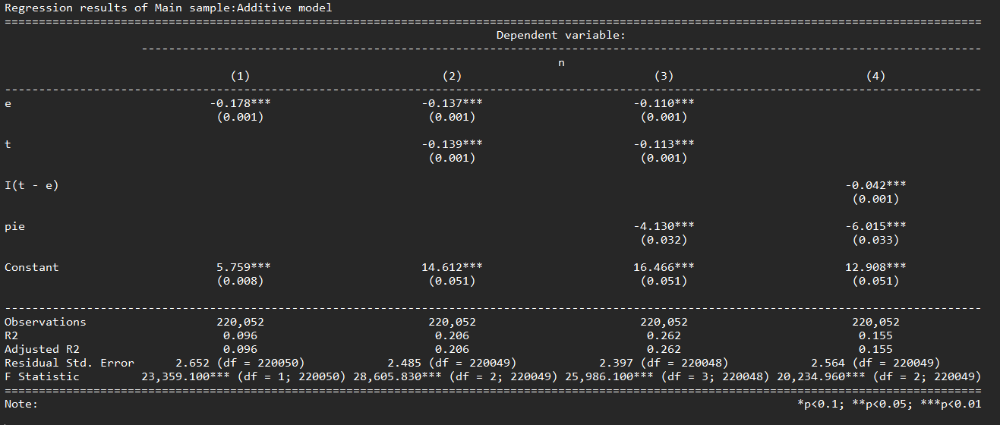 Regression results of Main sample:Additive model
==================================================================================================================================================
Dependent variable:
---------------------------------------------------------------------------------------------------------------------------
n
(1) (2) (3) (4)
--------------------------------------------------------------------------------------------------------------------------------------------------
e -0.178*** -0.137*** -0.110***
(0.001) (0.001) (0.001)
t -0.139*** -0.113***
(0.001) (0.001)
I(t - e) -0.042***
(0.001)
pie -4.130*** -6.015***
(0.032) (0.033)
Constant 5.759*** 14.612*** 16.466*** 12.908***
(0.008) (0.051) (0.051) (0.051)
--------------------------------------------------------------------------------------------------------------------------------------------------
Observations 220,052 220,052 220,052 220,052
R2 0.096 0.206 0.262 0.155
Adjusted R2 0.096 0.206 0.262 0.155
Residual Std. Error 2.652 (df = 220050) 2.485 (df = 220049) 2.397 (df = 220048) 2.564 (df = 220049)
F Statistic 23,359.100*** (df = 1; 220050) 28,605.830*** (df = 2; 220049) 25,986.100*** (df = 3; 220048) 20,234.960*** (df = 2; 220049)
==================================================================================================================================================
Note: *p<0.1; **p<0.05; ***p<0.01